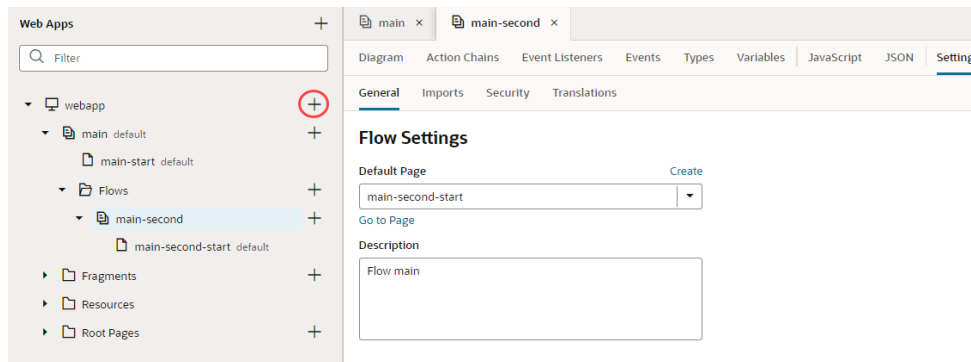 Web Apps
Filter
webapp
main default
main-start default
Flows
main-second
main-second-start default
Fragments
Resources
Root Pages
main × main-second ×
Diagram Action Chains Event Listeners Events Types Variables JavaScript JSON Setting
General Imports Security Translations
Flow Settings
Default Page Create
main-second-start
Go to Page
Description
Flow main